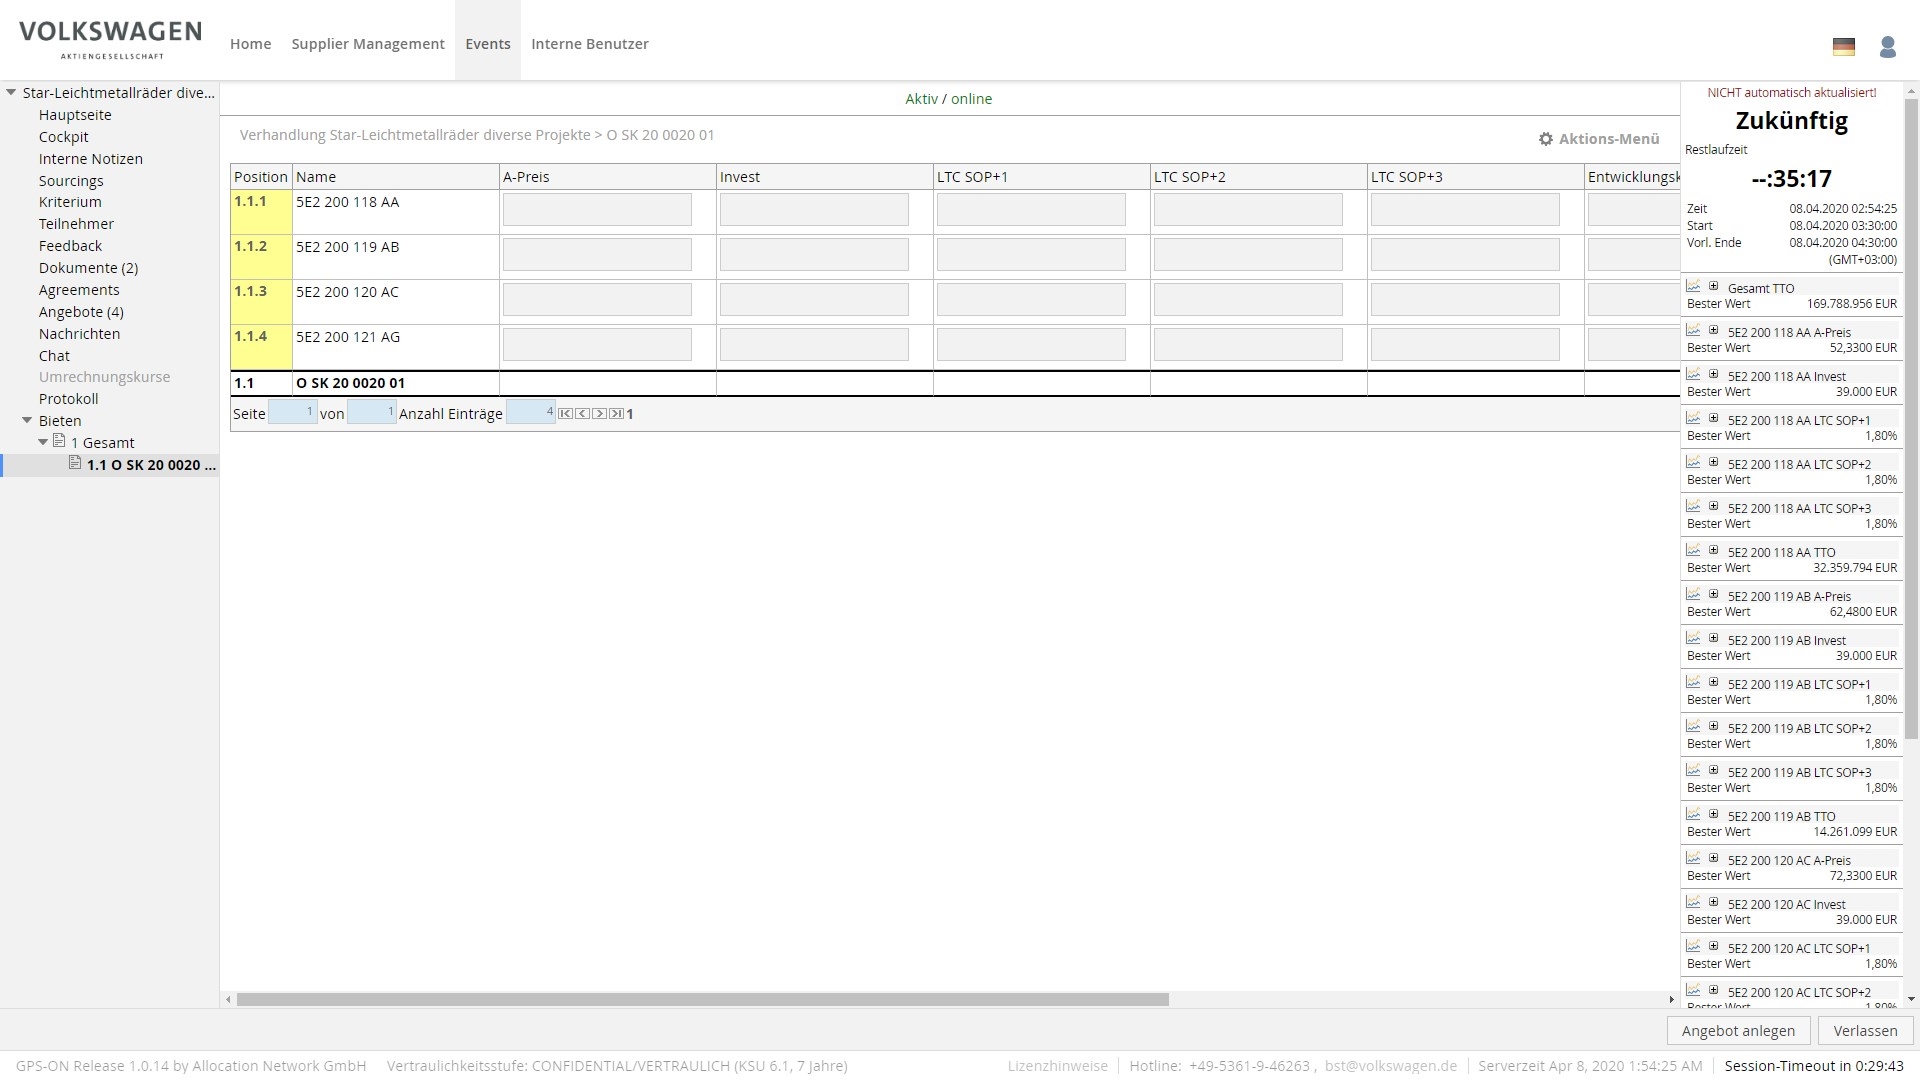 VOLKSWAGEN
AKTIENGESELLSCHAFT
Home
Supplier Management
Events
Interne Benutzer
Star-Leichtmetallräder dive...
Hauptseite
Cockpit
Interne Notizen
Sourcings
Kriterium
Teilnehmer
Feedback
Dokumente (2)
Agreements
Angebote (4)
Nachrichten
Chat
Umrechnungskurse
Protokoll
Bieten
1 Gesamt
1.1 O SK 20 0020 ...
Aktiv / online
Verhandlung Star-Leichtmetallräder diverse Projekte > O SK 20 0020 01
Aktions-Menü
Position Name A-Preis Invest LTC SOP+1 LTC SOP+2 LTC SOP+3 Entwicklungsk
1.1.1 5E2 200 118 AA
1.1.2 5E2 200 119 AB
1.1.3 5E2 200 120 AC
1.1.4 5E2 200 121 AG
1.1 O SK 20 0020 01
Seite 1 von 1 Anzahl Einträge 4 1
NICHT automatisch aktualisiert!
Zukünftig
Restlaufzeit
--:35:17
Zeit 08.04.2020 02:54:25
Start 08.04.2020 03:30:00
Vorl. Ende 08.04.2020 04:30:00
(GMT+03:00)
Gesamt TTO
Bester Wert 169.788.956 EUR
5E2 200 118 AA A-Preis
Bester Wert 52,3300 EUR
5E2 200 118 AA Invest
Bester Wert 39.000 EUR
5E2 200 118 AA LTC SOP+1
Bester Wert 1,80%
5E2 200 118 AA LTC SOP+2
Bester Wert 1,80%
5E2 200 118 AA LTC SOP+3
Bester Wert 1,80%
5E2 200 118 AA TTO
Bester Wert 32.359.794 EUR
5E2 200 119 AB A-Preis
Bester Wert 62,4800 EUR
5E2 200 119 AB Invest
Bester Wert 39.000 EUR
5E2 200 119 AB LTC SOP+1
Bester Wert 1,80%
5E2 200 119 AB LTC SOP+2
Bester Wert 1,80%
5E2 200 119 AB LTC SOP+3
Bester Wert 1,80%
5E2 200 119 AB TTO
Bester Wert 14.261.099 EUR
5E2 200 120 AC A-Preis
Bester Wert 72,3300 EUR
5E2 200 120 AC Invest
Bester Wert 39.000 EUR
5E2 200 120 AC LTC SOP+1
Bester Wert 1,80%
5E2 200 120 AC LTC SOP+2
Bester Wert 1,80%
Angebot anlegen
Verlassen
GPS-ON Release 1.0.14 by Allocation Network GmbH Vertraulichkeitsstufe: CONFIDENTIAL/VERTRAULICH (KSU 6.1, 7 Jahre) Lizenzhinweise Hotline: +49-5361-9-46263 , bst@volkswagen.de Serverzeit Apr 8, 2020 1:54:25 AM Session-Timeout in 0:29:43